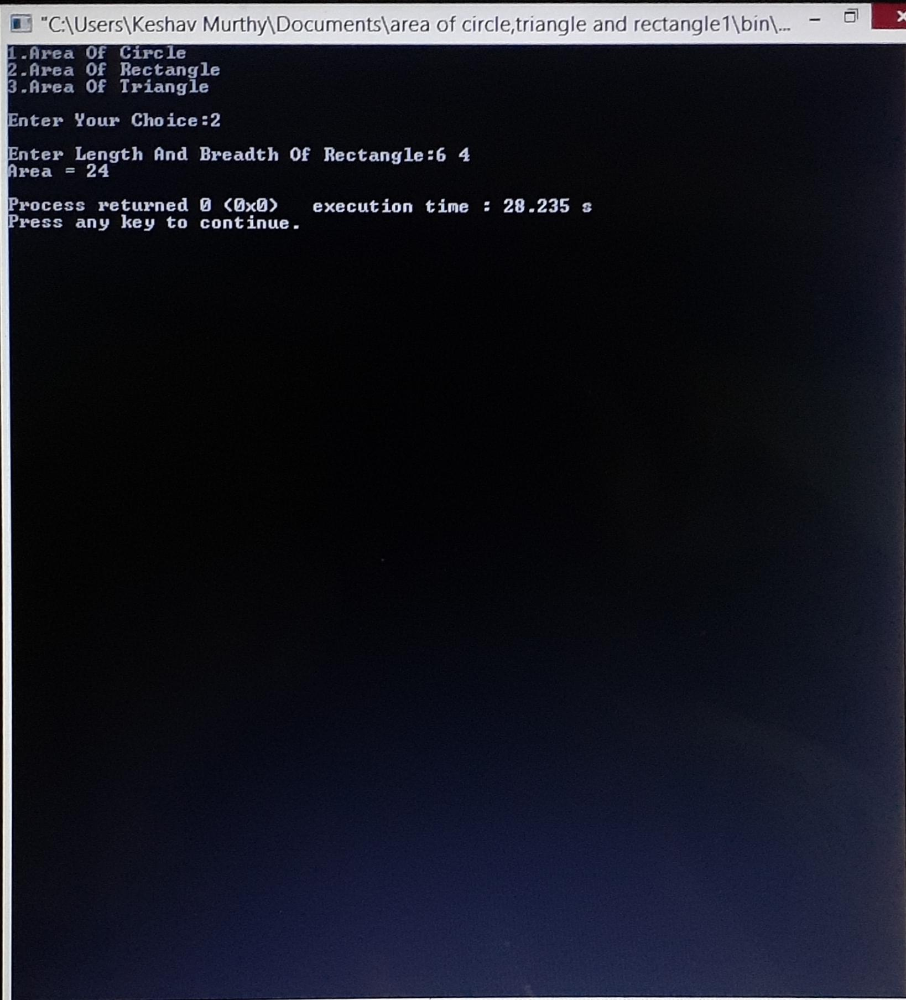 "C:\Users\Keshav Murthy\Documents\area of circle,triangle and rectangle1\bin\...
1.Area Of Circle
2.Area Of Rectangle
3.Area Of Triangle
Enter Your Choice:2
Enter Length And Breadth Of Rectangle:6 4
Area = 24
Process returned 0 (0x0)   execution time : 28.235 s
Press any key to continue.